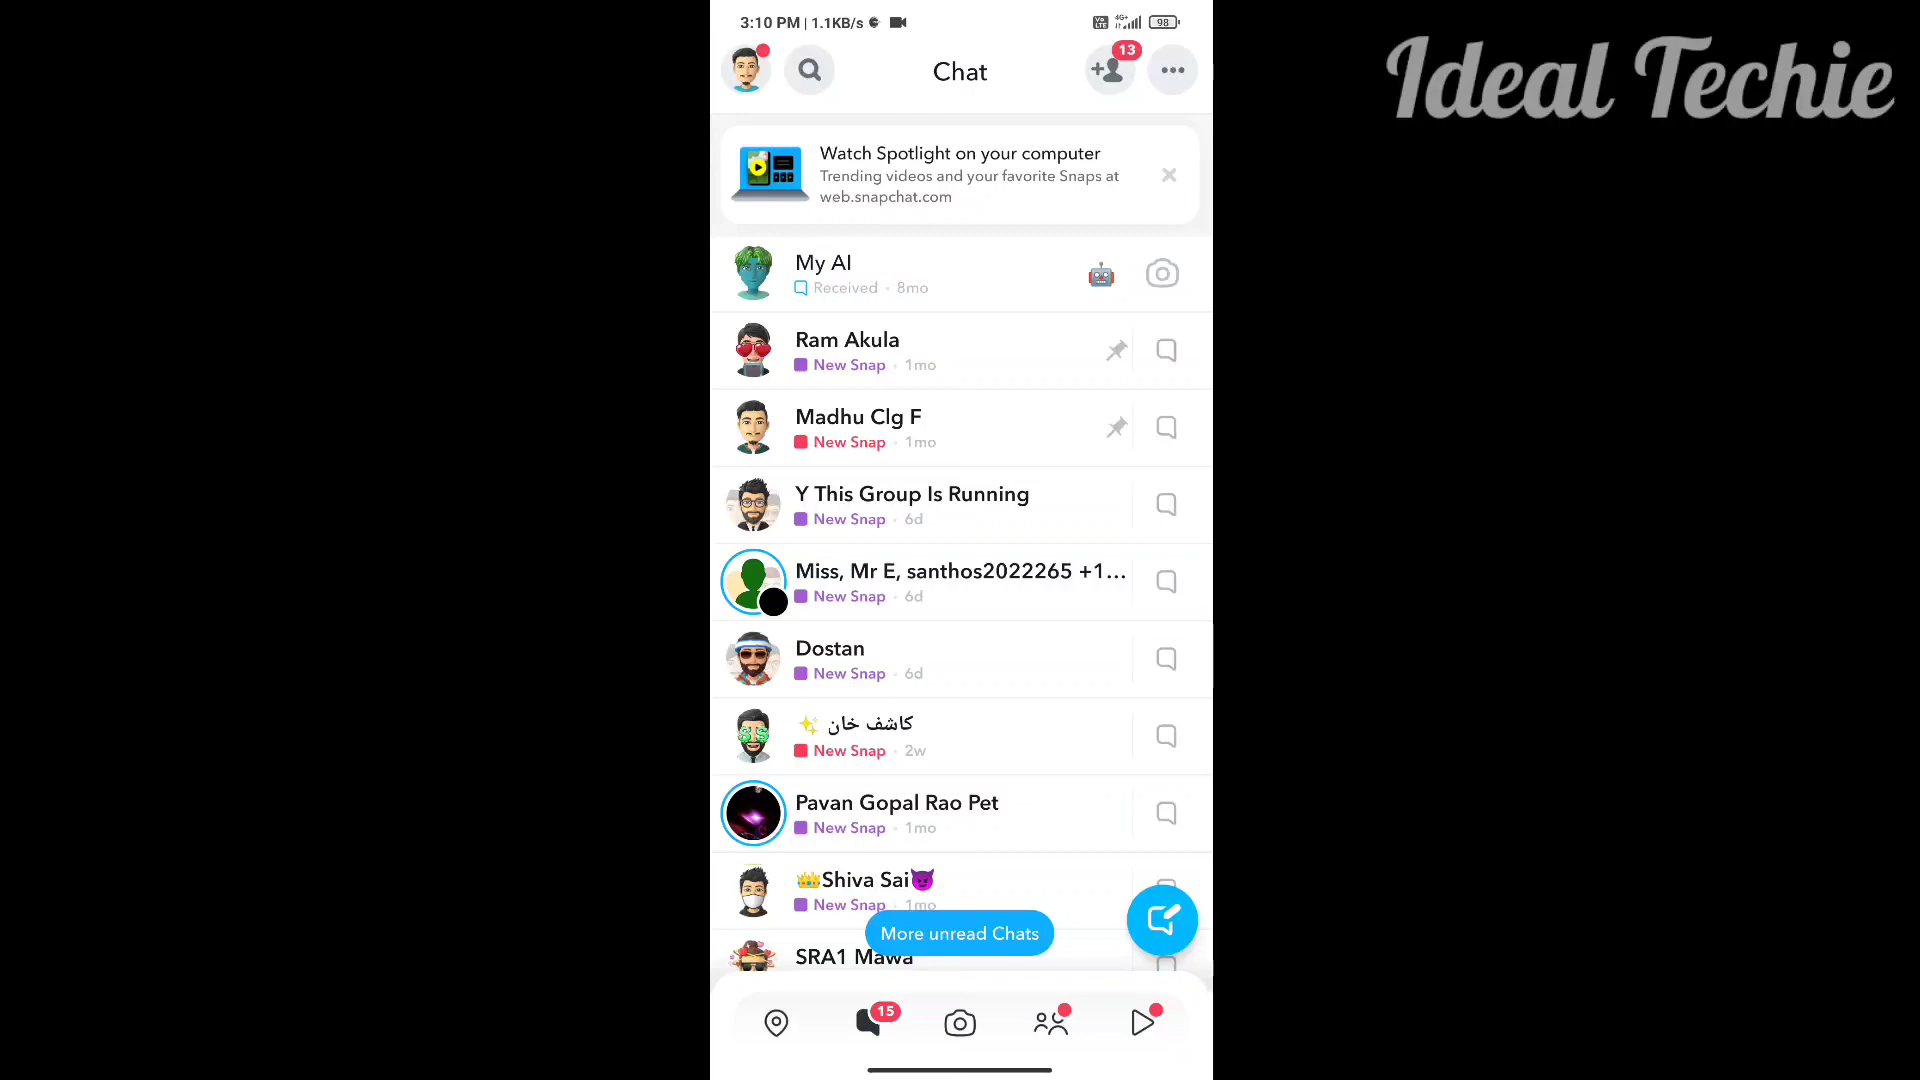 3:10 PM | 1.1KB/s
Vo LTE 4G+ 98
Ideal Techie
13
Chat
Watch Spotlight on your computer
Trending videos and your favorite Snaps at
web.snapchat.com
My AI
Received · 8mo
Ram Akula
New Snap · 1mo
Madhu Clg F
New Snap · 1mo
Y This Group Is Running
New Snap · 6d
Miss, Mr E, santhos2022265 +1...
New Snap · 6d
Dostan
New Snap · 6d
✨ کاشف خان
New Snap · 2w
Pavan Gopal Rao Pet
New Snap · 1mo
👑Shiva Sai😈
New Snap · 1mo
More unread Chats
SRA1 Mawa
15